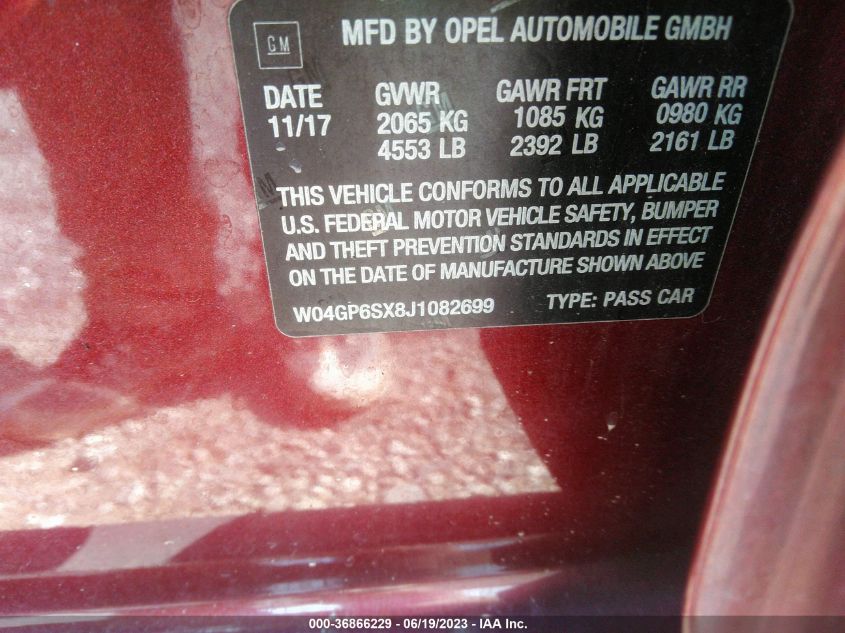 GM
MFD BY OPEL AUTOMOBILE GMBH
DATE GVWR GAWR FRT GAWR RR
11/17 2065 KG 1085 KG 0980 KG
4553 LB 2392 LB 2161 LB
THIS VEHICLE CONFORMS TO ALL APPLICABLE
U.S. FEDERAL MOTOR VEHICLE SAFETY, BUMPER
AND THEFT PREVENTION STANDARDS IN EFFECT
ON THE DATE OF MANUFACTURE SHOWN ABOVE
W04GP6SX8J1082699 TYPE: PASS CAR
000-36866229 - 06/19/2023 - IAA Inc.